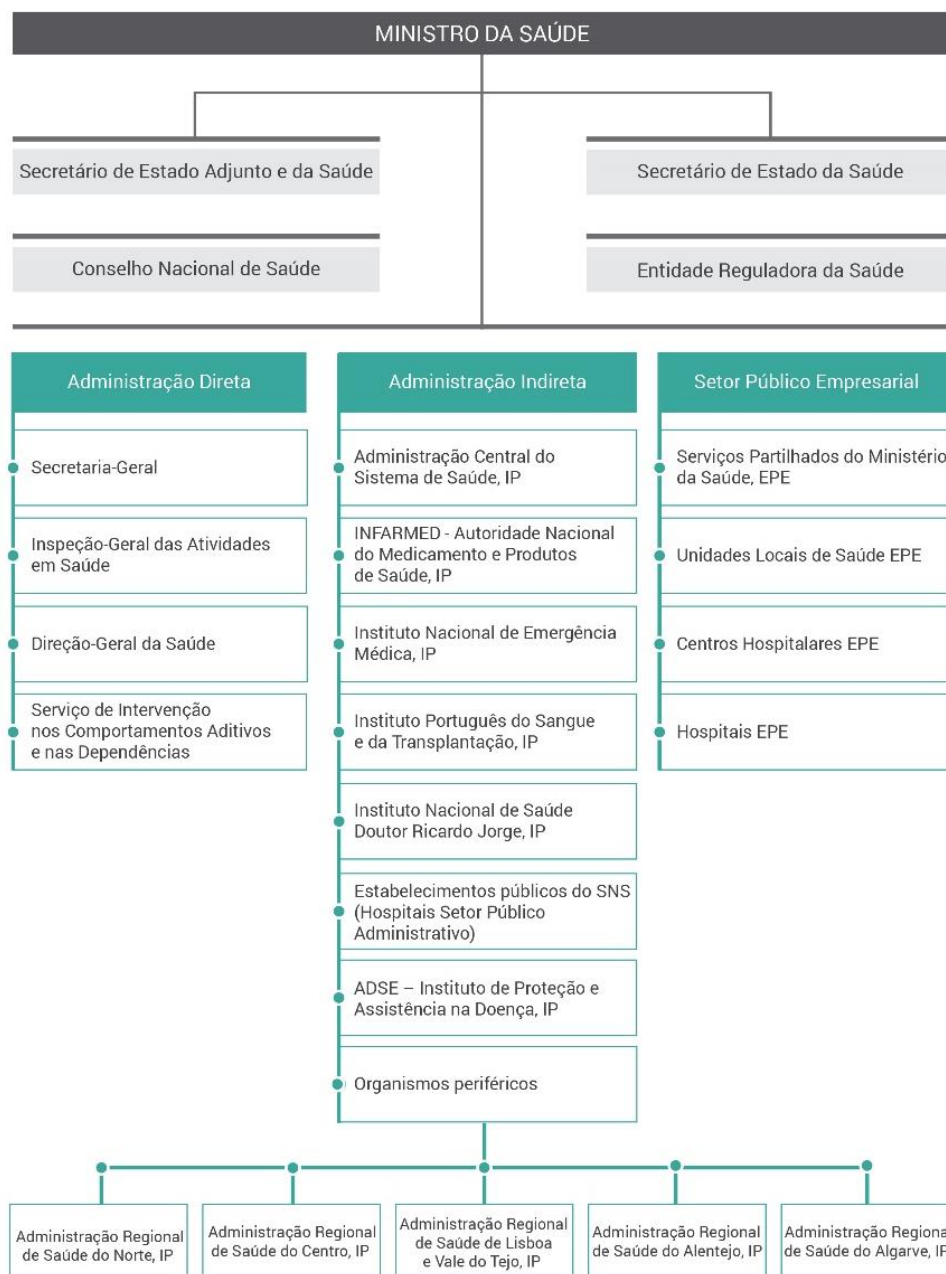 MINISTRO DA SAÚDE
Secretário de Estado Adjunto e da Saúde
Secretário de Estado da Saúde
Conselho Nacional de Saúde
Entidade Reguladora da Saúde
Administração Direta
Secretaria-Geral
Inspeção-Geral das Atividades
em Saúde
Direção-Geral da Saúde
Serviço de Intervenção
nos Comportamentos Aditivos
e nas Dependências
Administração Indireta
Administração Central do
Sistema de Saúde, IP
INFARMED - Autoridade Nacional
do Medicamento e Produtos
de Saúde, IP
Instituto Nacional de Emergência
Médica, IP
Instituto Português do Sangue
e da Transplantação, IP
Instituto Nacional de Saúde
Doutor Ricardo Jorge, IP
Estabelecimentos públicos do SNS
(Hospitais Setor Público
Administrativo)
ADSE – Instituto de Proteção e
Assistência na Doença, IP
Organismos periféricos
Setor Público Empresarial
Serviços Partilhados do Ministério
da Saúde, EPE
Unidades Locais de Saúde EPE
Centros Hospitalares EPE
Hospitais EPE
Administração Regional
de Saúde do Norte, IP
Administração Regional
de Saúde do Centro, IP
Administração Regional
de Saúde de Lisboa
e Vale do Tejo, IP
Administração Regional
de Saúde do Alentejo, IP
Administração Regional
de Saúde do Algarve, IP